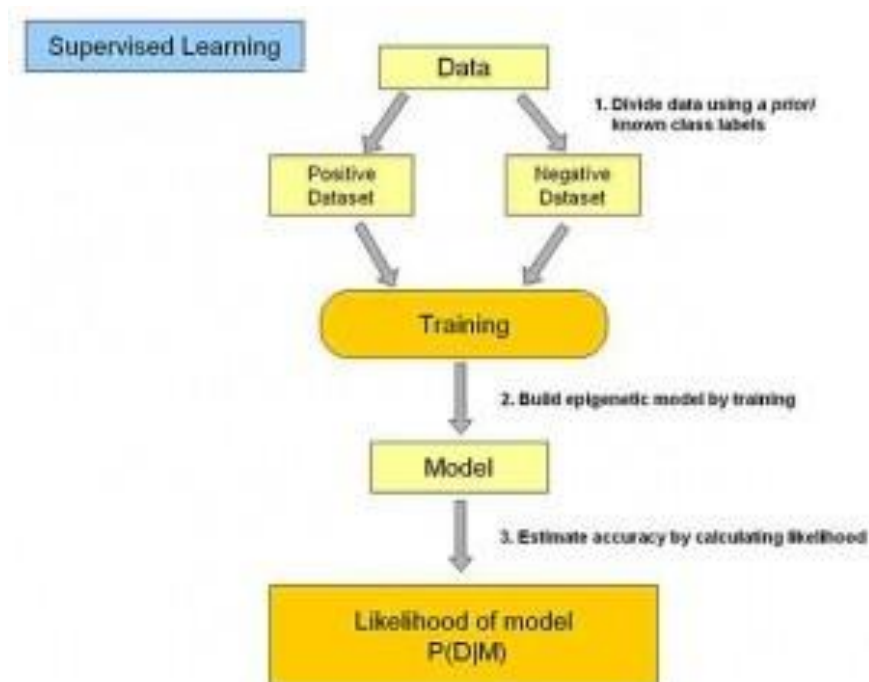 Supervised Learning
Data
1. Divide data using a priori
known class labels
Positive
Dataset
Negative
Dataset
Training
2. Build epigenetic model by training
Model
3. Estimate accuracy by calculating likelihood
Likelihood of model
P(D|M)